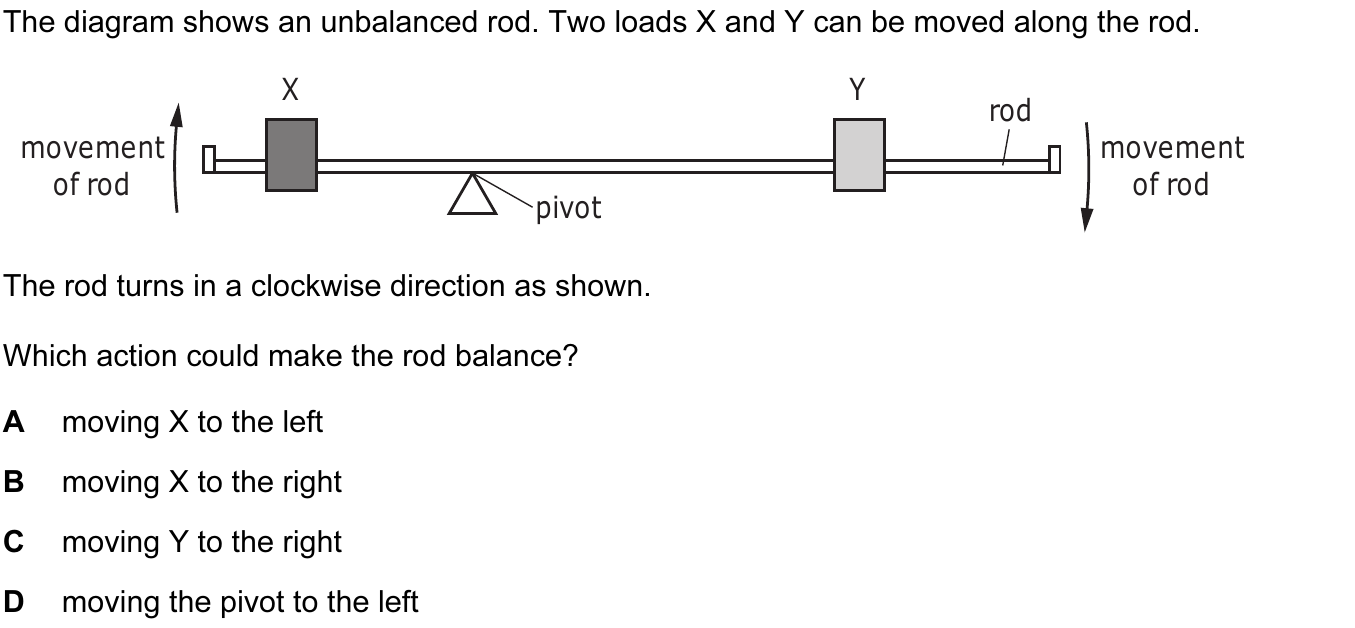 The diagram shows an unbalanced rod. Two loads X and Y can be moved along the rod.
X
Y
rod
movement
of rod
movement
of rod
pivot
The rod turns in a clockwise direction as shown.
Which action could make the rod balance?
A moving X to the left
B moving X to the right
C moving Y to the right
D moving the pivot to the left